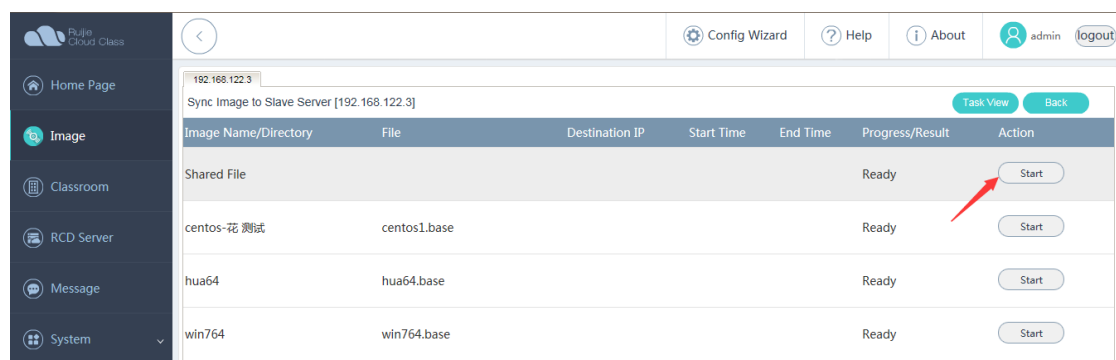 Ruijie
Cloud Class
Config Wizard
Help
About
admin
logout
Home Page
Image
Classroom
RCD Server
Message
System
192.168.122.3
Sync Image to Slave Server [192.168.122.3]
Task View
Back
Image Name/Directory File Destination IP Start Time End Time Progress/Result Action
Shared File Ready Start
centos-花 测试 centos1.base Ready Start
hua64 hua64.base Ready Start
win764 win764.base Ready Start